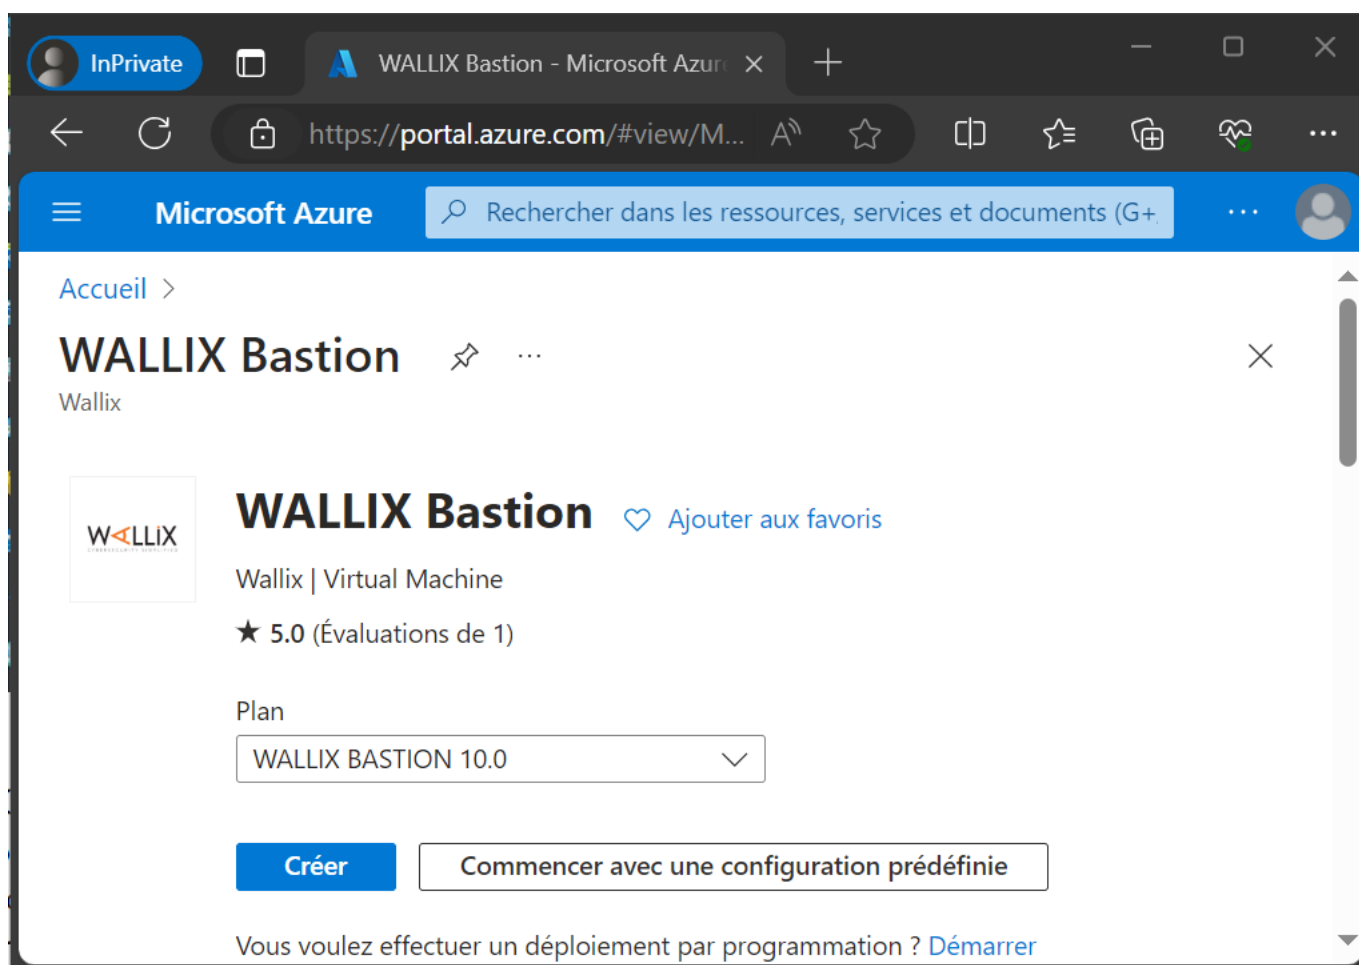 InPrivate
WALLIX Bastion - Microsoft Azur
https://portal.azure.com/#view/M...
Microsoft Azure
Rechercher dans les ressources, services et documents (G+
Accueil >
WALLIX Bastion
Wallix
WALLIX
CYBERSECURITY SIMPLIFIED
WALLIX Bastion
Ajouter aux favoris
Wallix | Virtual Machine
★ 5.0 (Évaluations de 1)
Plan
WALLIX BASTION 10.0
Créer
Commencer avec une configuration prédéfinie
Vous voulez effectuer un déploiement par programmation ? Démarrer